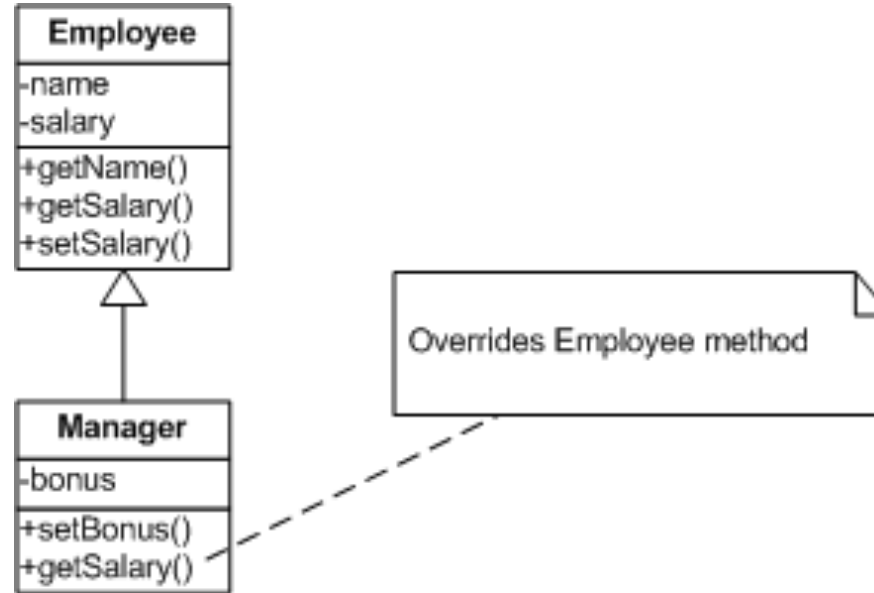 Employee
-name
-salary
+getName()
+getSalary()
+setSalary()
Overrides Employee method
Manager
-bonus
+setBonus()
+getSalary()